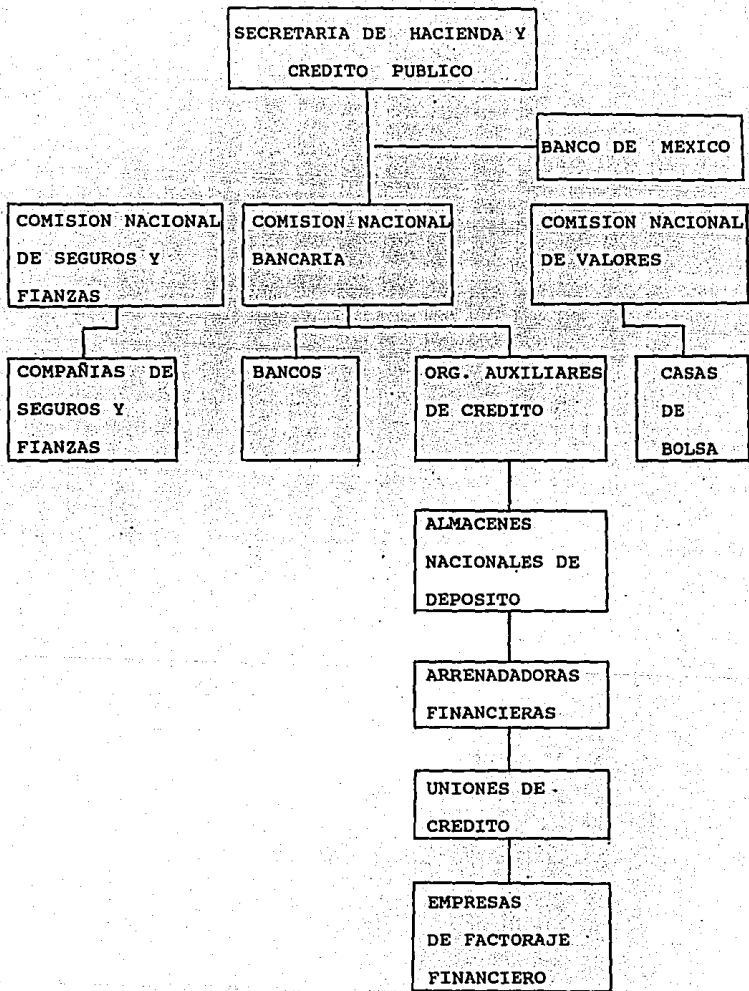 SECRETARIA DE HACIENDA Y
CREDITO PUBLICO
BANCO DE MEXICO
COMISION NACIONAL
DE SEGUROS Y
FIANZAS
COMISION NACIONAL
BANCARIA
COMISION NACIONAL
DE VALORES
COMPAÑIAS DE
SEGUROS Y
FIANZAS
BANCOS
ORG. AUXILIARES
DE CREDITO
CASAS
DE
BOLSA
ALMACENES
NACIONALES DE
DEPOSITO
ARRENADADORAS
FINANCIERAS
UNIONES DE
CREDITO
EMPRESAS
DE FACTORAJE
FINANCIERO